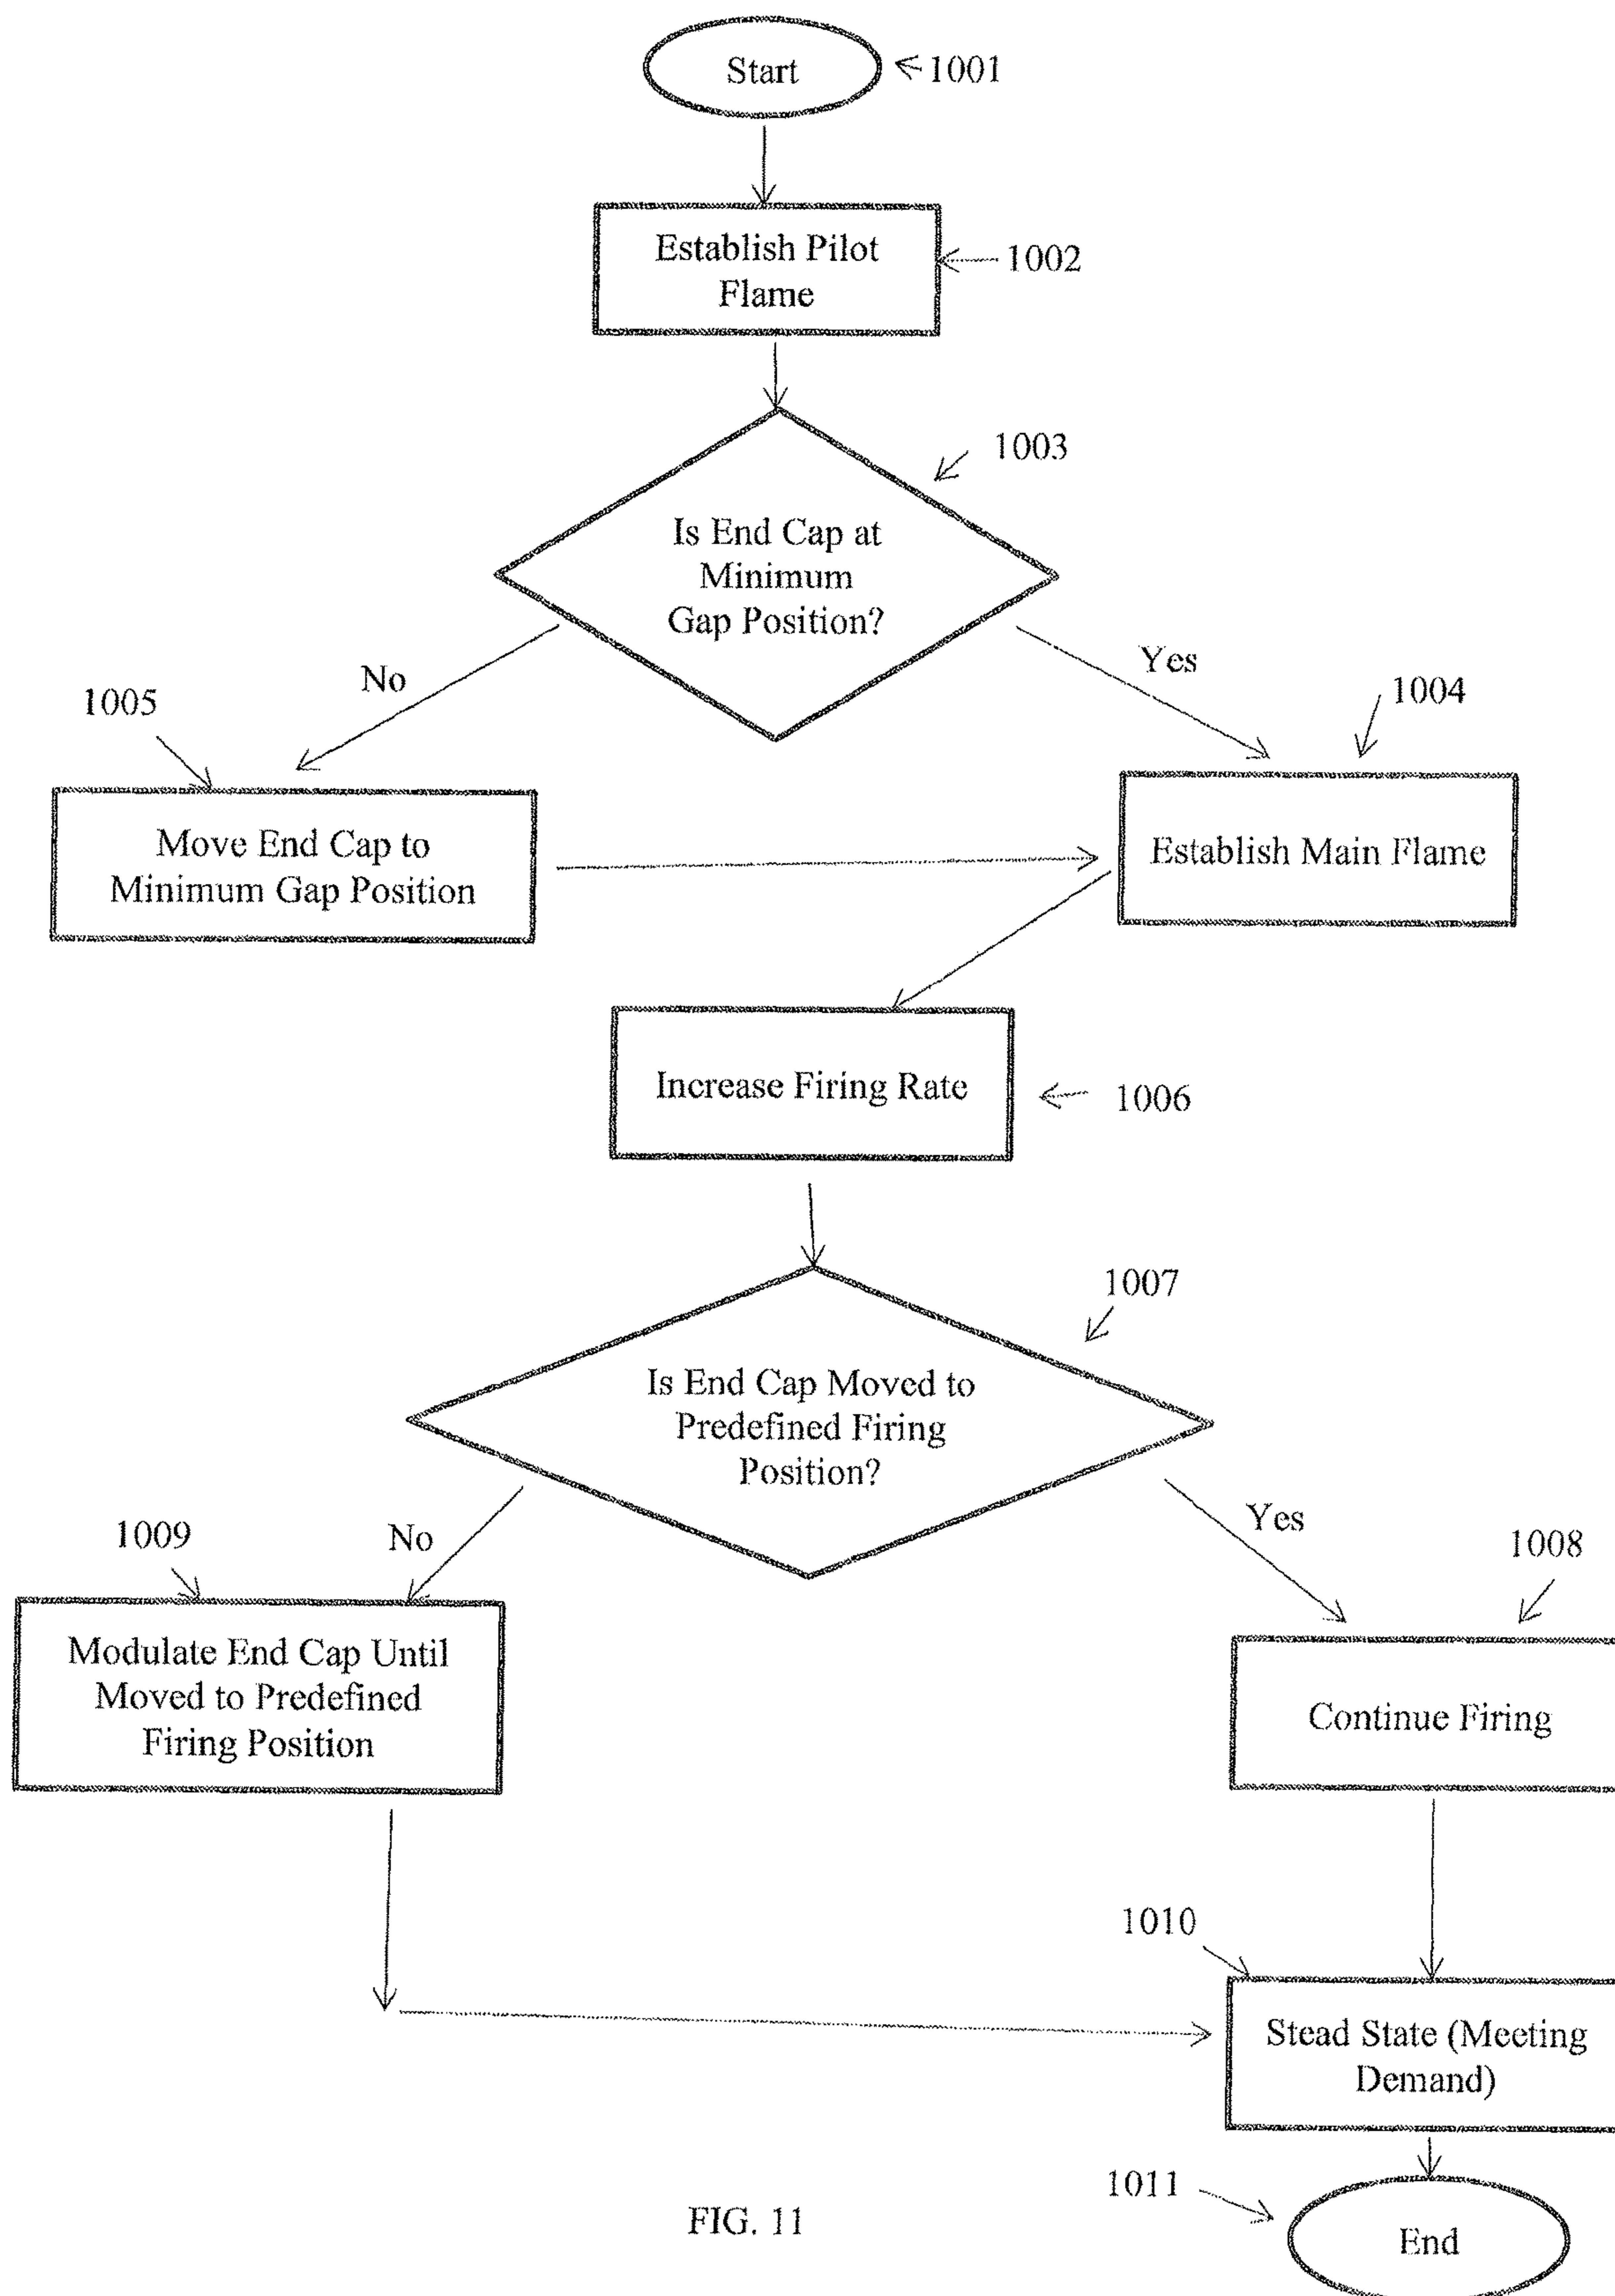 Start
1001
Establish Pilot
Flame
1002
1003
Is End Cap at
Minimum
Gap Position?
No
Yes
1005
1004
Move End Cap to
Minimum Gap Position
Establish Main Flame
Increase Firing Rate
1006
1007
Is End Cap Moved to
Predefined Firing
Position?
1009
No
Yes
1008
Modulate End Cap Until
Moved to Predefined
Firing Position
Continue Firing
1010
Stead State (Meeting
Demand)
1011
End
FIG. 11